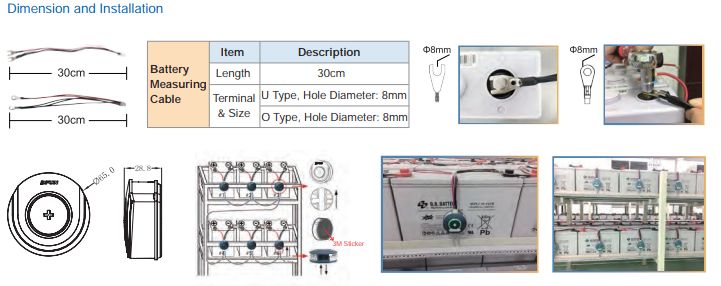 Dimension and Installation
30cm
30cm
Battery Measuring Cable
Item
Description
Length
30cm
Terminal & Size
U Type, Hole Diameter: 8mm
O Type, Hole Diameter: 8mm
Φ8mm
Φ8mm
Ø65.0
28.8
3M Sticker
B.B. BATTERY
Pb